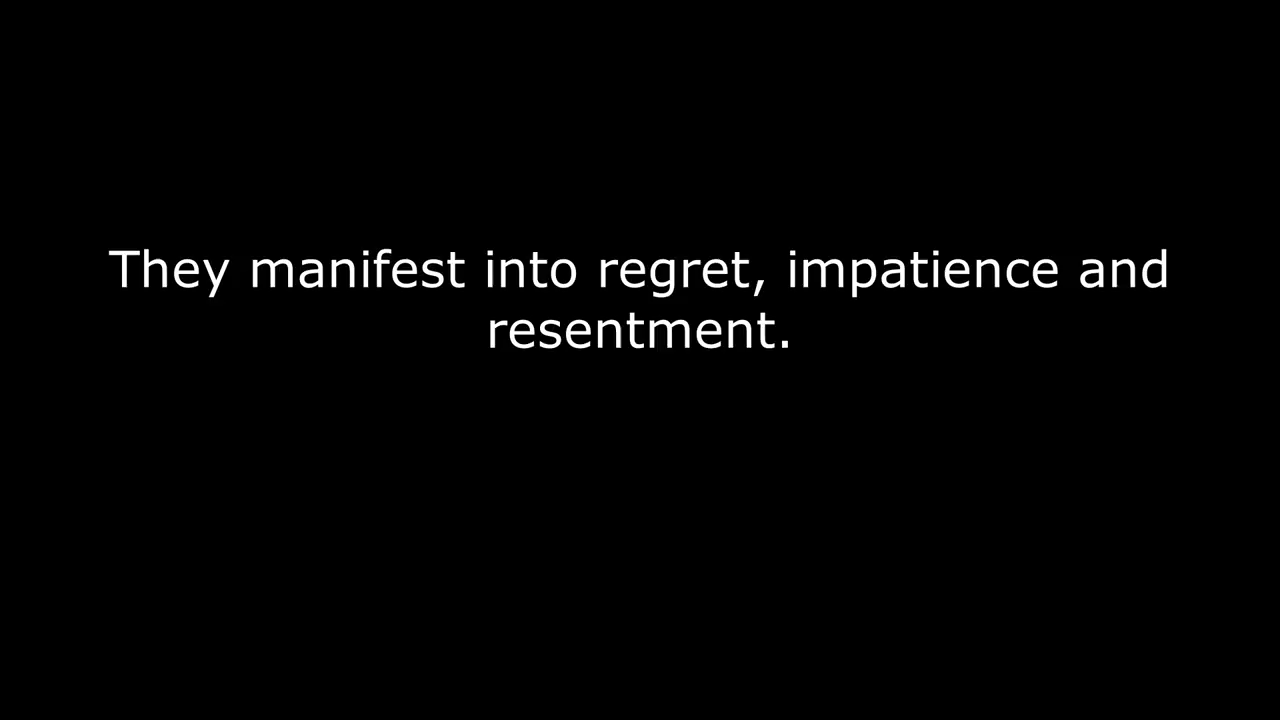 They manifest into regret, impatience and
resentment.